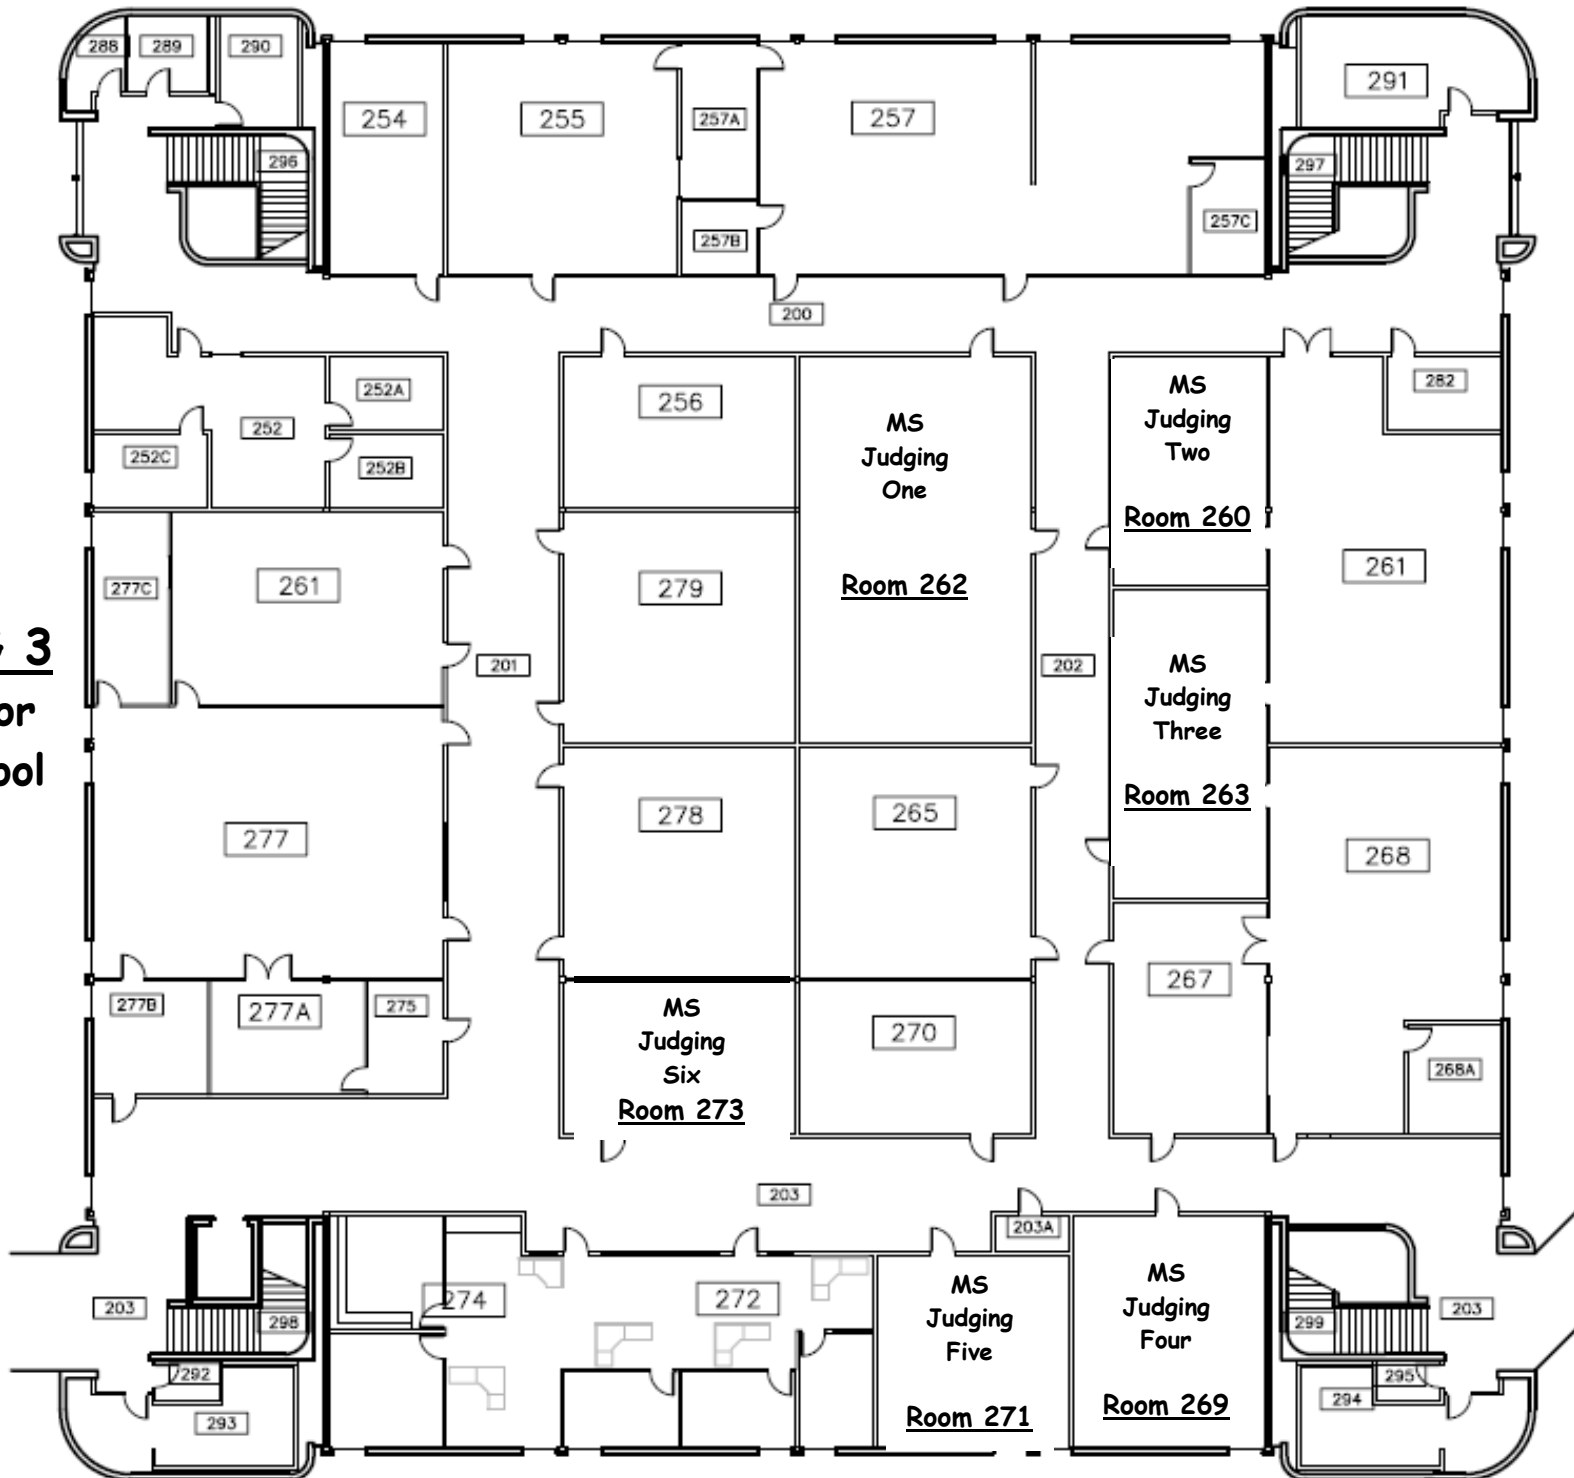 288
289
290
291
254
255
257A
257
296
297
257B
257C
200
252A
252
252C
252B
256
MS
Judging
One
Room 262
MS
Judging
Two
Room 260
282
277C
261
279
261
3
or
ool
201
202
MS
Judging
Three
Room 263
277
278
265
268
277B
277A
275
MS
Judging
Six
Room 273
270
267
268A
203
203A
203
298
274
272
MS
Judging
Five
Room 271
MS
Judging
Four
Room 269
299
203
292
293
295
294